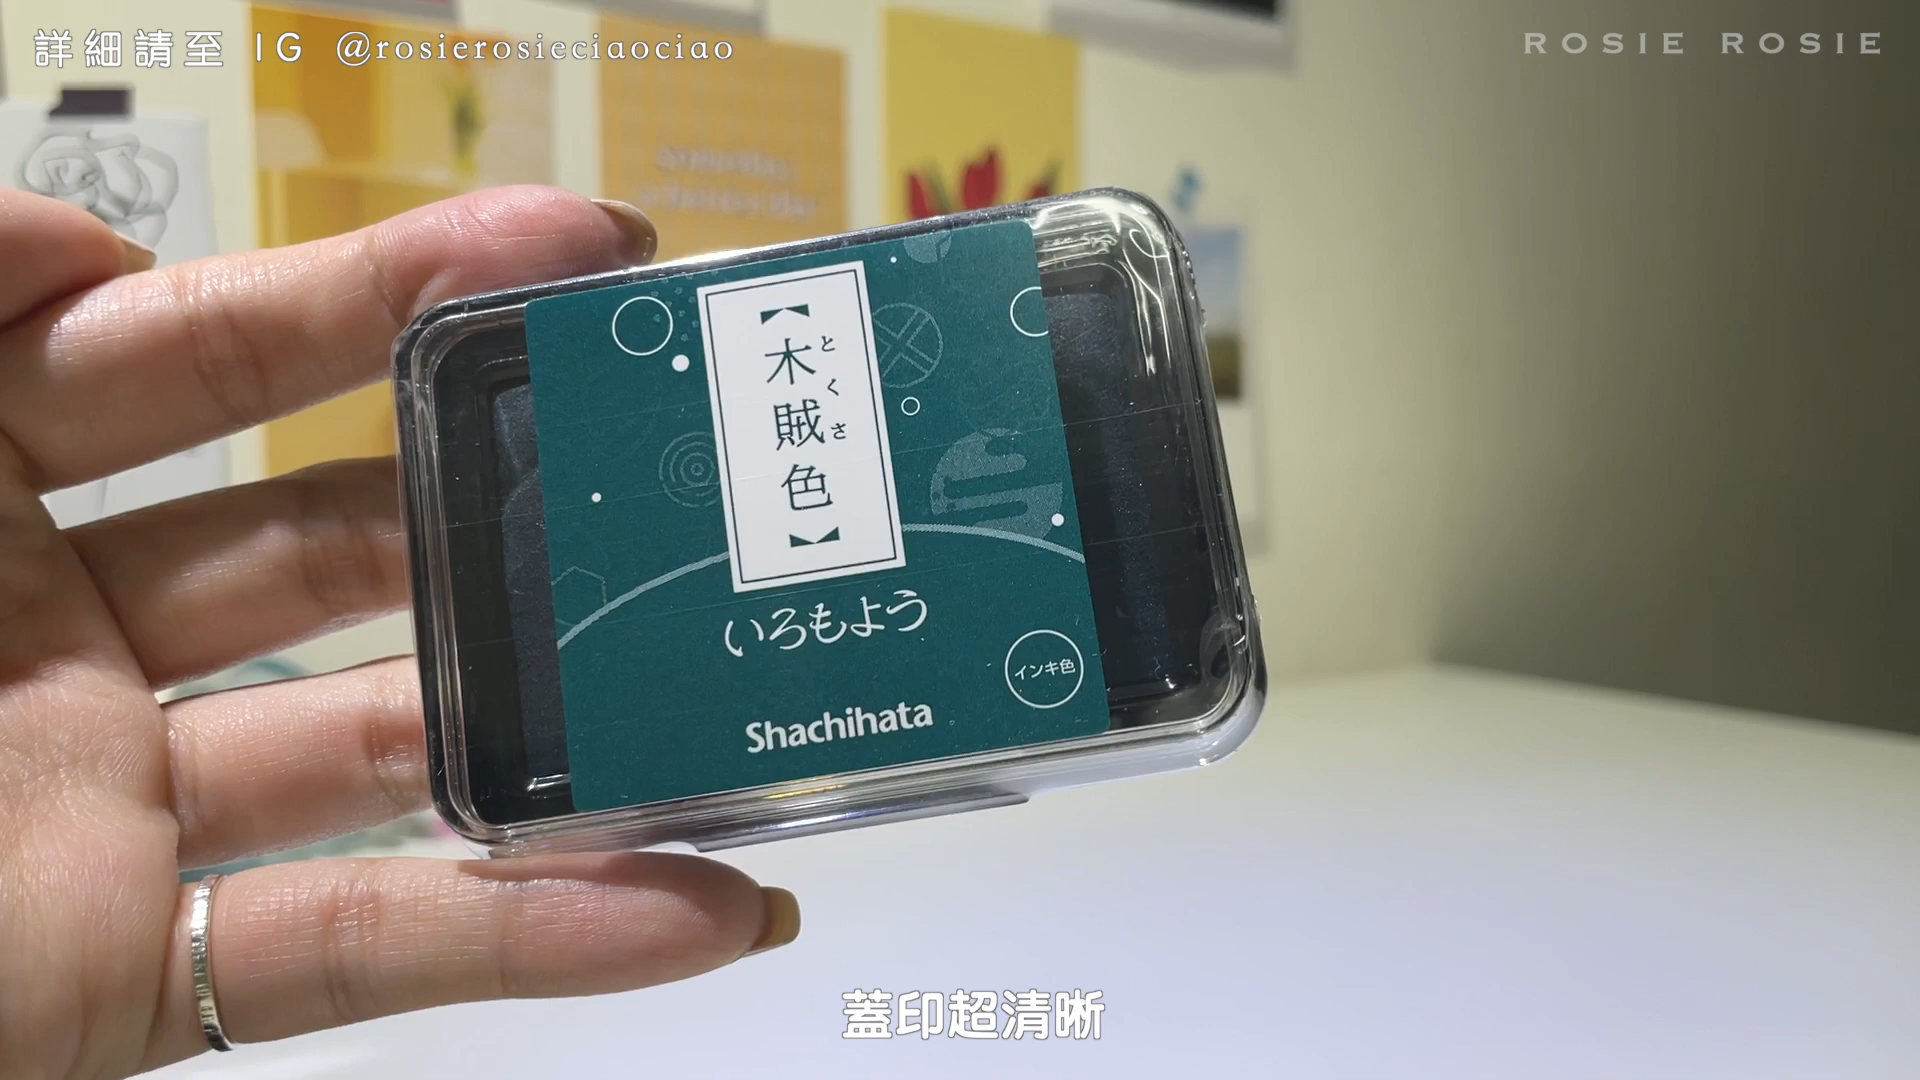 詳細請至 IG @rosierosieciaociao
ROSIE ROSIE
【木賊色】
とくさ
いろもよう
インキ色
Shachihata
蓋印超清晰